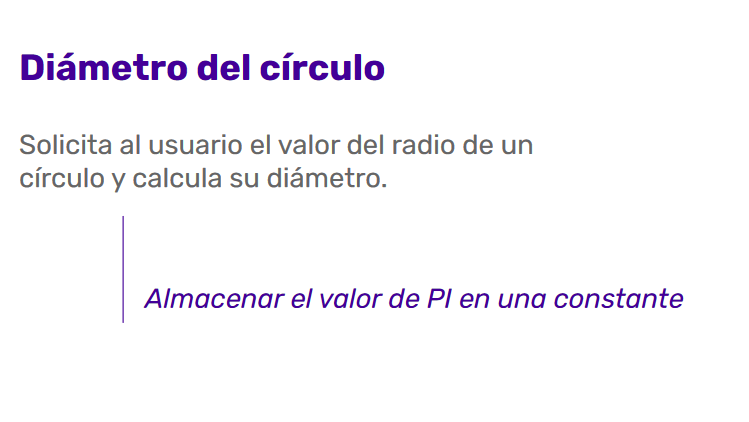 Diámetro del círculo
Solicita al usuario el valor del radio de un
círculo y calcula su diámetro.
Almacenar el valor de PI en una constante